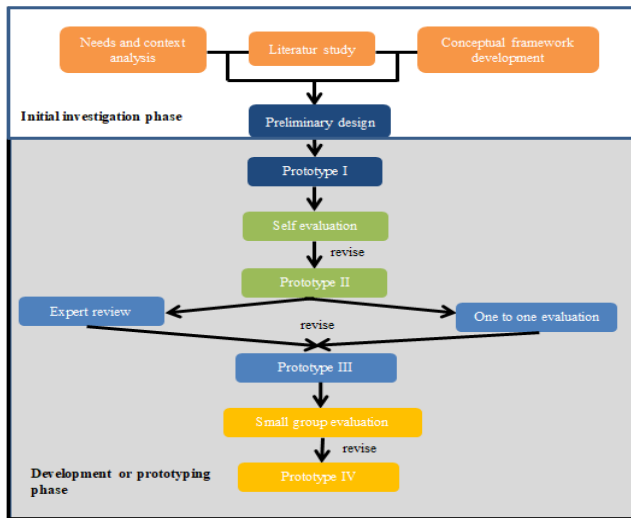 Needs and context
analysis
Literatur study
Conceptual framework
development
Initial investigation phase
Preliminary design
Prototype I
Self evaluation
revise
Prototype II
Expert review
revise
One to one evaluation
Prototype III
Small group evaluation
revise
Development or prototyping
phase
Prototype IV